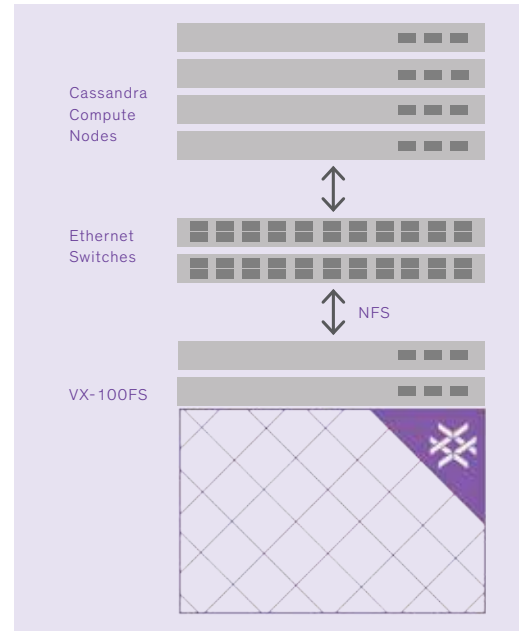 Cassandra
Compute
Nodes
Ethernet
Switches
NFS
VX-100FS